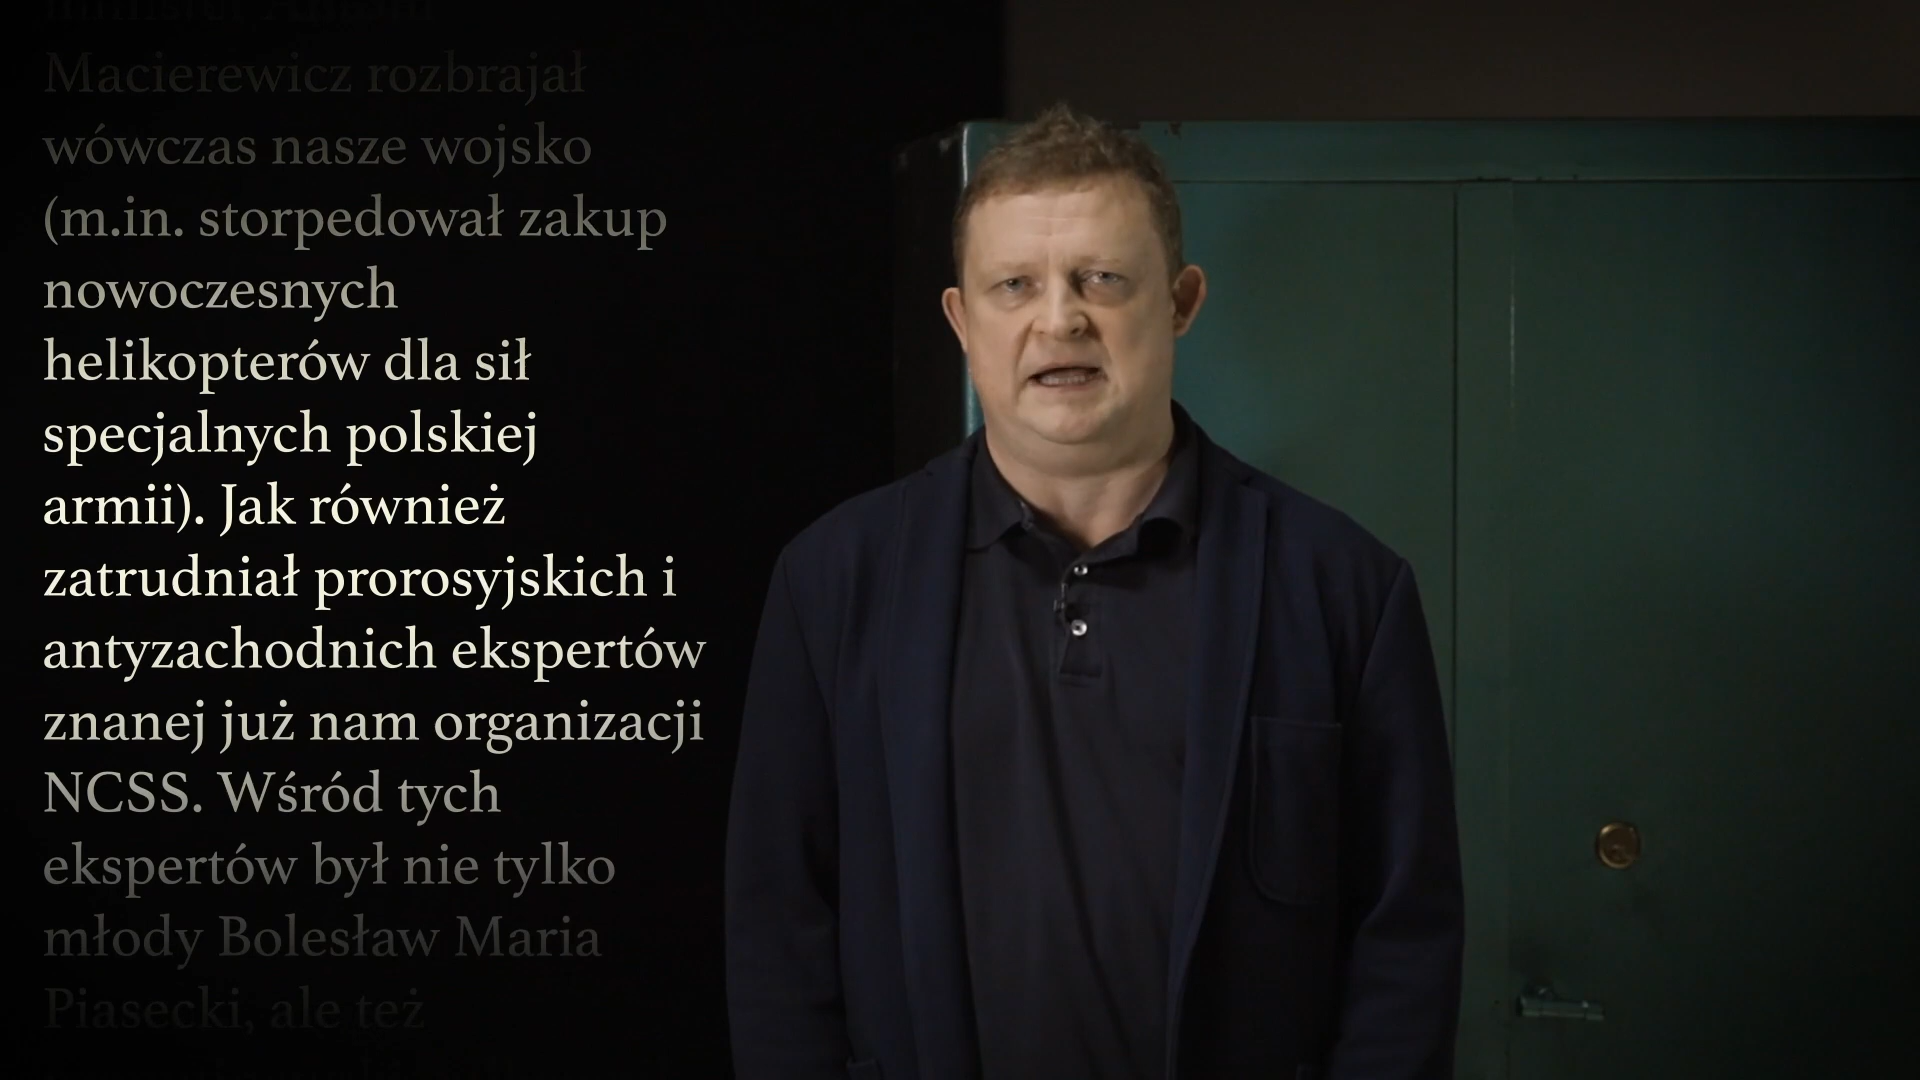 Macierewicz rozbrajał
wówczas nasze wojsko
(m.in. storpedował zakup
nowoczesnych
helikopterów dla sił
specjalnych polskiej
armii). Jak również
zatrudniał prorosyjskich i
antyzachodnich ekspertów
znanej już nam organizacji
NCSS. Wśród tych
ekspertów był nie tylko
młody Bolesław Maria
Piasecki, ale też